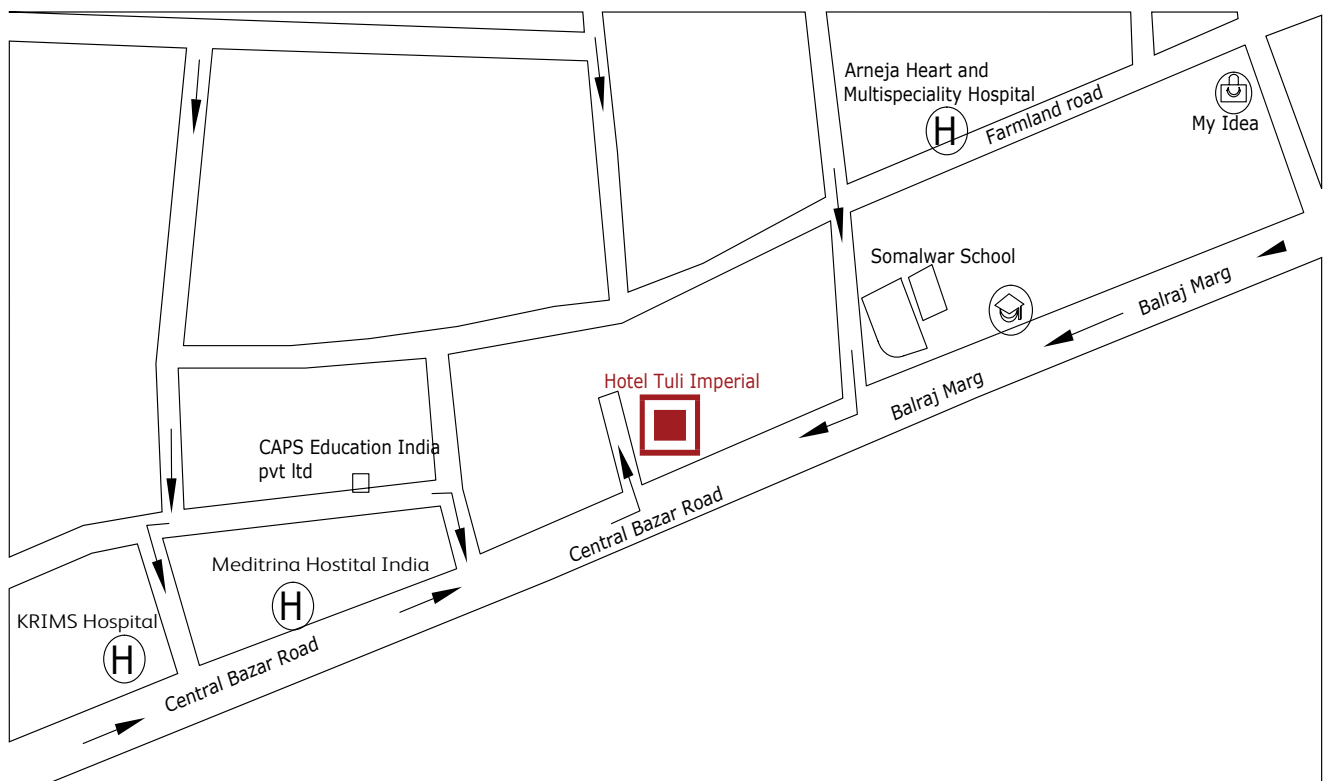 Arneja Heart and
Multispeciality Hospital
H
Farmland road
My Idea
Somalwar School
Balraj Marg
Balraj Marg
Hotel Tuli Imperial
CAPS Education India
pvt ltd
Central Bazar Road
Meditrina Hostital India
H
KRIMS Hospital
H
Central Bazar Road